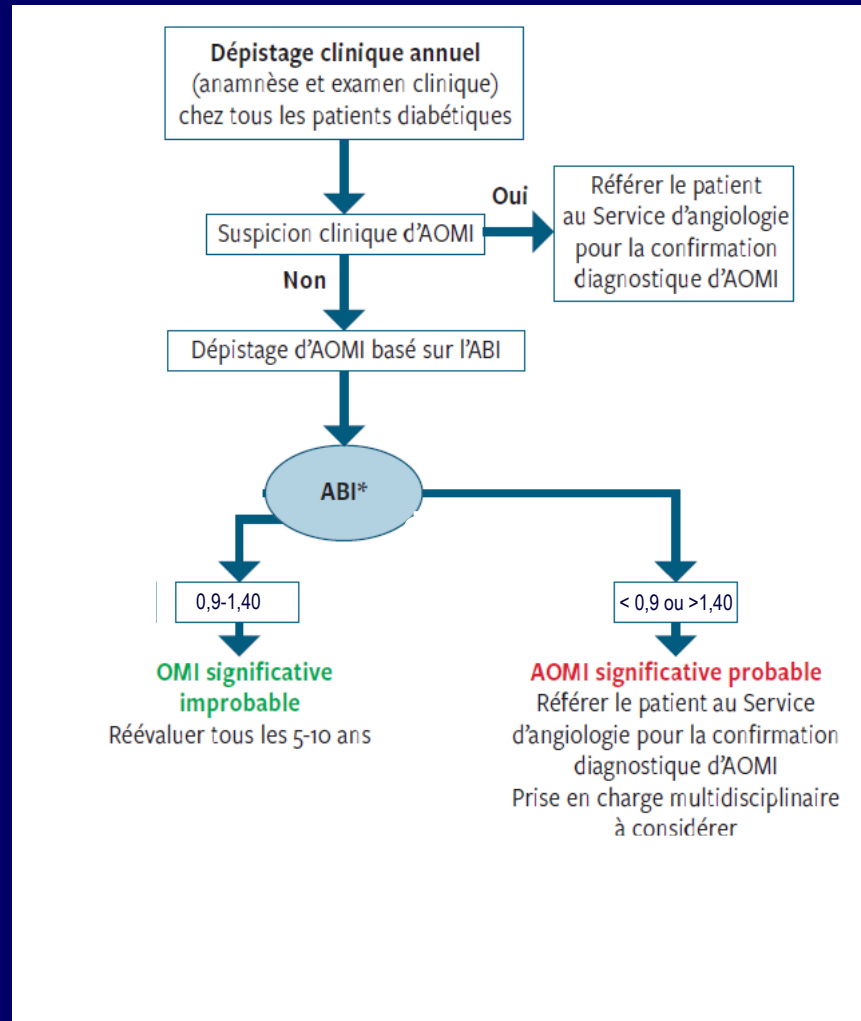 Dépistage clinique annuel
(anamnèse et examen clinique)
chez tous les patients diabétiques
Oui
Référer le patient
au Service d’angiologie
pour la confirmation
diagnostique d’AOMI
Suspicion clinique d’AOMI
Non
Dépistage d’AOMI basé sur l’ABI
ABI*
0,9-1,40
< 0,9 ou >1,40
OMI significative
improbable
Réévaluer tous les 5-10 ans
AOMI significative probable
Référer le patient au Service
d’angiologie pour la confirmation
diagnostique d’AOMI
Prise en charge multidisciplinaire
à considérer